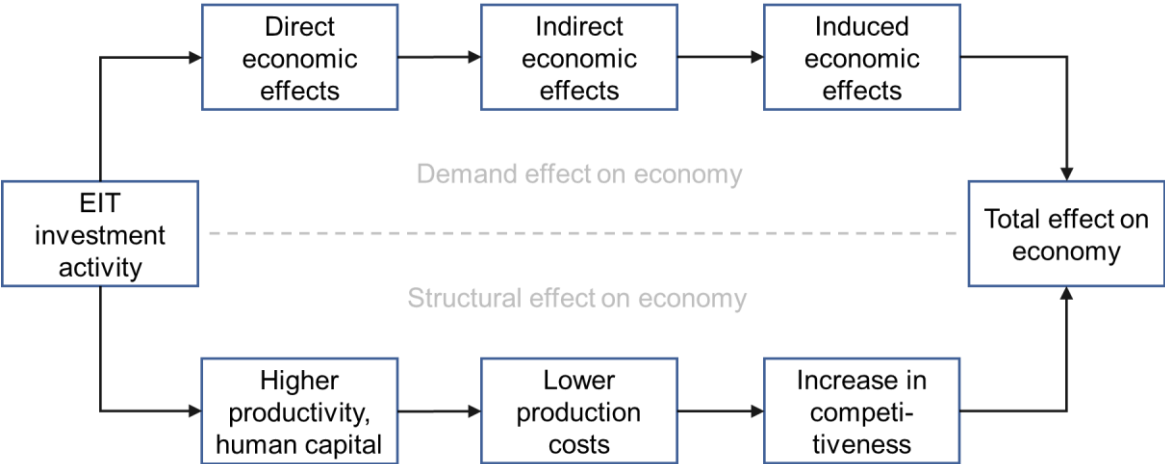 Direct
economic
effects
Indirect
economic
effects
Induced
economic
effects
Demand effect on economy
EIT
investment
activity
Total effect on
economy
Structural effect on economy
Higher
productivity,
human capital
Lower
production
costs
Increase in
competi-
tiveness